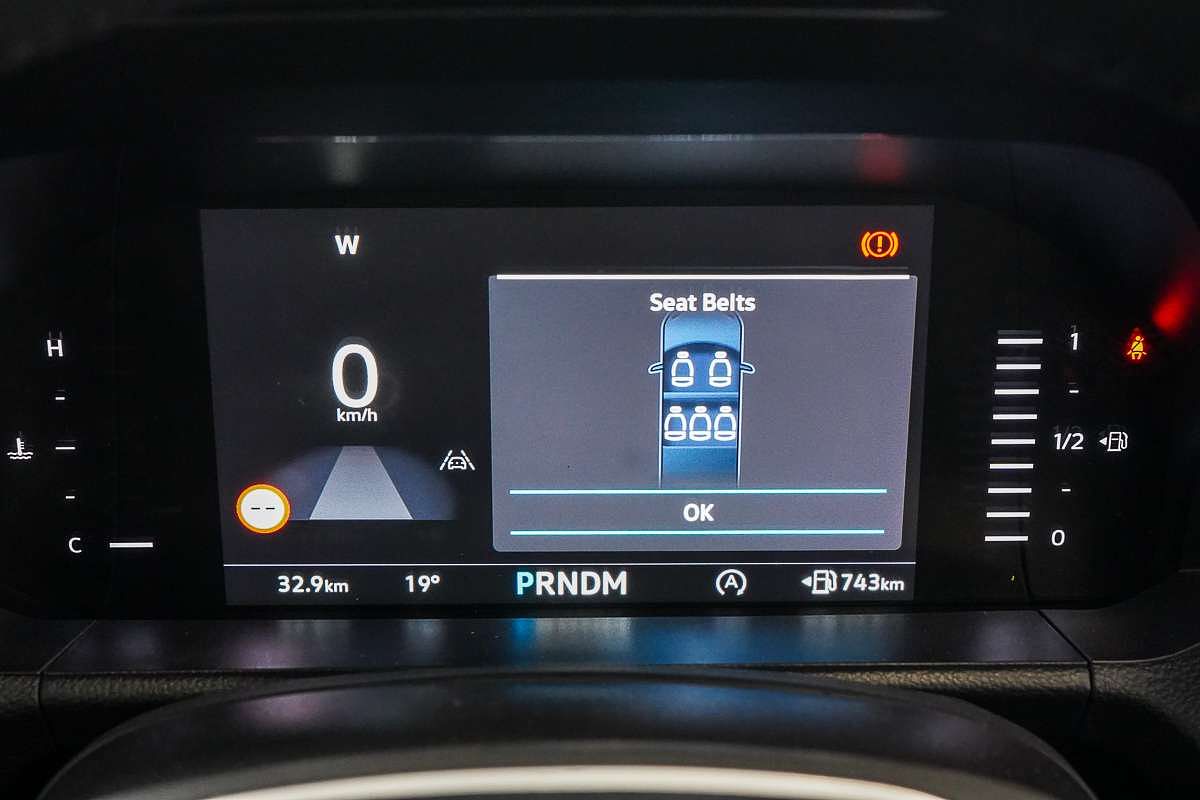 W
Seat Belts
H
1
0
km/h
1/2
--
OK
C
0
32.9km
19°
PRNDM
A
743km